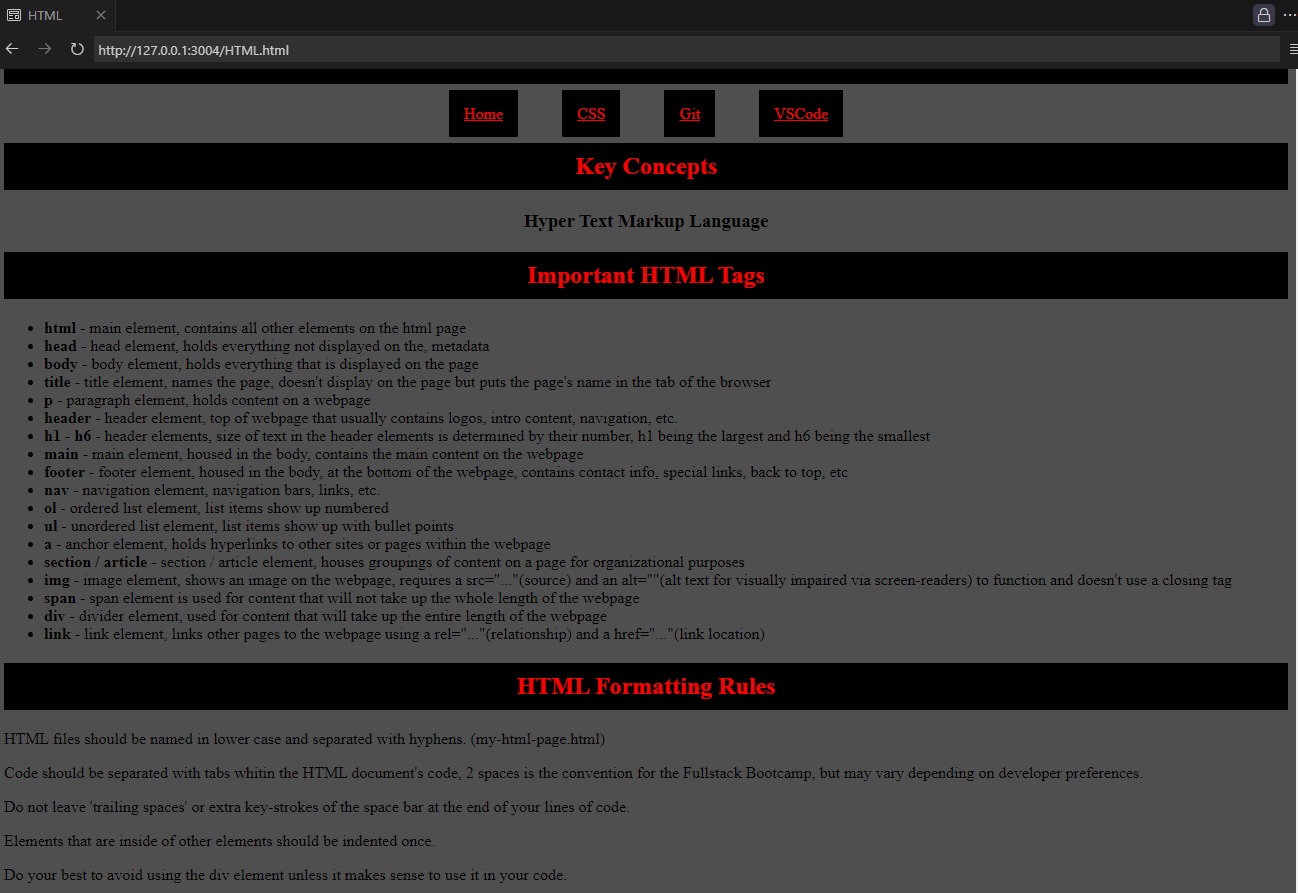 HTML
http://127.0.0.1:3004/HTML.html
Home CSS Git VSCode
Key Concepts
Hyper Text Markup Language
Important HTML Tags
html - main element, contains all other elements on the html page
head - head element, holds everything not displayed on the, metadata
body - body element, holds everything that is displayed on the page
title - title element, names the page, doesn't display on the page but puts the page's name in the tab of the browser
p - paragraph element, holds content on a webpage
header - header element, top of webpage that usually contains logos, intro content, navigation, etc.
h1 - h6 - header elements, size of text in the header elements is determined by their number, h1 being the largest and h6 being the smallest
main - main element, housed in the body, contains the main content on the webpage
footer - footer element, housed in the body, at the bottom of the webpage, contains contact info, special links, back to top, etc
nav - navigation element, navigation bars, links, etc.
ol - ordered list element, list items show up numbered
ul - unordered list element, list items show up with bullet points
a - anchor element, holds hyperlinks to other sites or pages within the webpage
section / article - section / article element, houses groupings of content on a page for organizational purposes
img - image element, shows an image on the webpage, requires a src="..."(source) and an alt=""(alt text for visually impaired via screen-readers) to function and doesn't use a closing tag
span - span element is used for content that will not take up the whole length of the webpage
div - divider element, used for content that will take up the entire length of the webpage
link - link element, links other pages to the webpage using a rel="..."(relationship) and a href="..."(link location)
HTML Formatting Rules
HTML files should be named in lower case and separated with hyphens. (my-html-page.html)
Code should be separated with tabs whitin the HTML document's code, 2 spaces is the convention for the Fullstack Bootcamp, but may vary depending on developer preferences.
Do not leave 'trailing spaces' or extra key-strokes of the space bar at the end of your lines of code.
Elements that are inside of other elements should be indented once.
Do your best to avoid using the div element unless it makes sense to use it in your code.